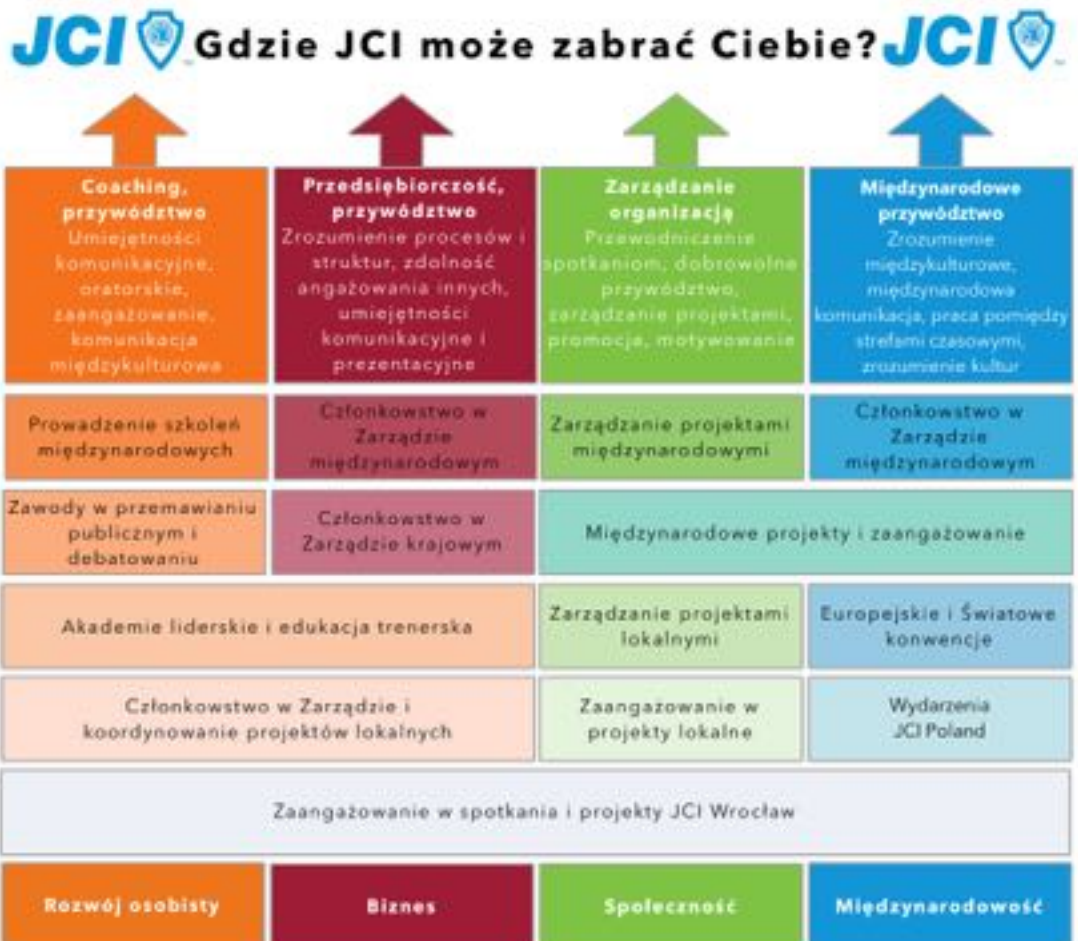 JCI Gdzie JCI może zabrać Ciebie? JCI
Coaching,
przywództwo
Umiejętności
komunikacyjne,
oratorskie,
zaangażowanie,
komunikacja
międzykulturowa
Przedsiębiorczość,
przywództwo
Zrozumienie procesów i
struktur, zdolność
angażowania innych,
umiejętności
komunikacyjne i
prezentacyjne
Zarządzanie
organizacją
Przewodniczenie
spotkaniom, dobrowolne
przywództwo,
zarządzanie projektami,
promocja, motywowanie
Międzynarodowe
przywództwo
Zrozumienie
międzykulturowe,
międzynarodowa
komunikacja, praca pomiędzy
strefami czasowymi,
zrozumienie kultur
Prowadzenie szkoleń
międzynarodowych
Członkowstwo w
Zarządzie
międzynarodowym
Zarządzanie projektami
międzynarodowymi
Członkowstwo w
Zarządzie
międzynarodowym
Zawody w przemawianiu
publicznym i
debatowaniu
Członkowstwo w
Zarządzie krajowym
Międzynarodowe projekty i zaangażowanie
Akademie liderskie i edukacja trenerska
Zarządzanie projektami
lokalnymi
Europejskie i Światowe
konwencje
Członkowstwo w Zarządzie i
koordynowanie projektów lokalnych
Zaangażowanie w
projekty lokalne
Wydarzenia
JCI Poland
Zaangażowanie w spotkania i projekty JCI Wrocław
Rozwój osobisty
Biznes
Społeczność
Międzynarodowość